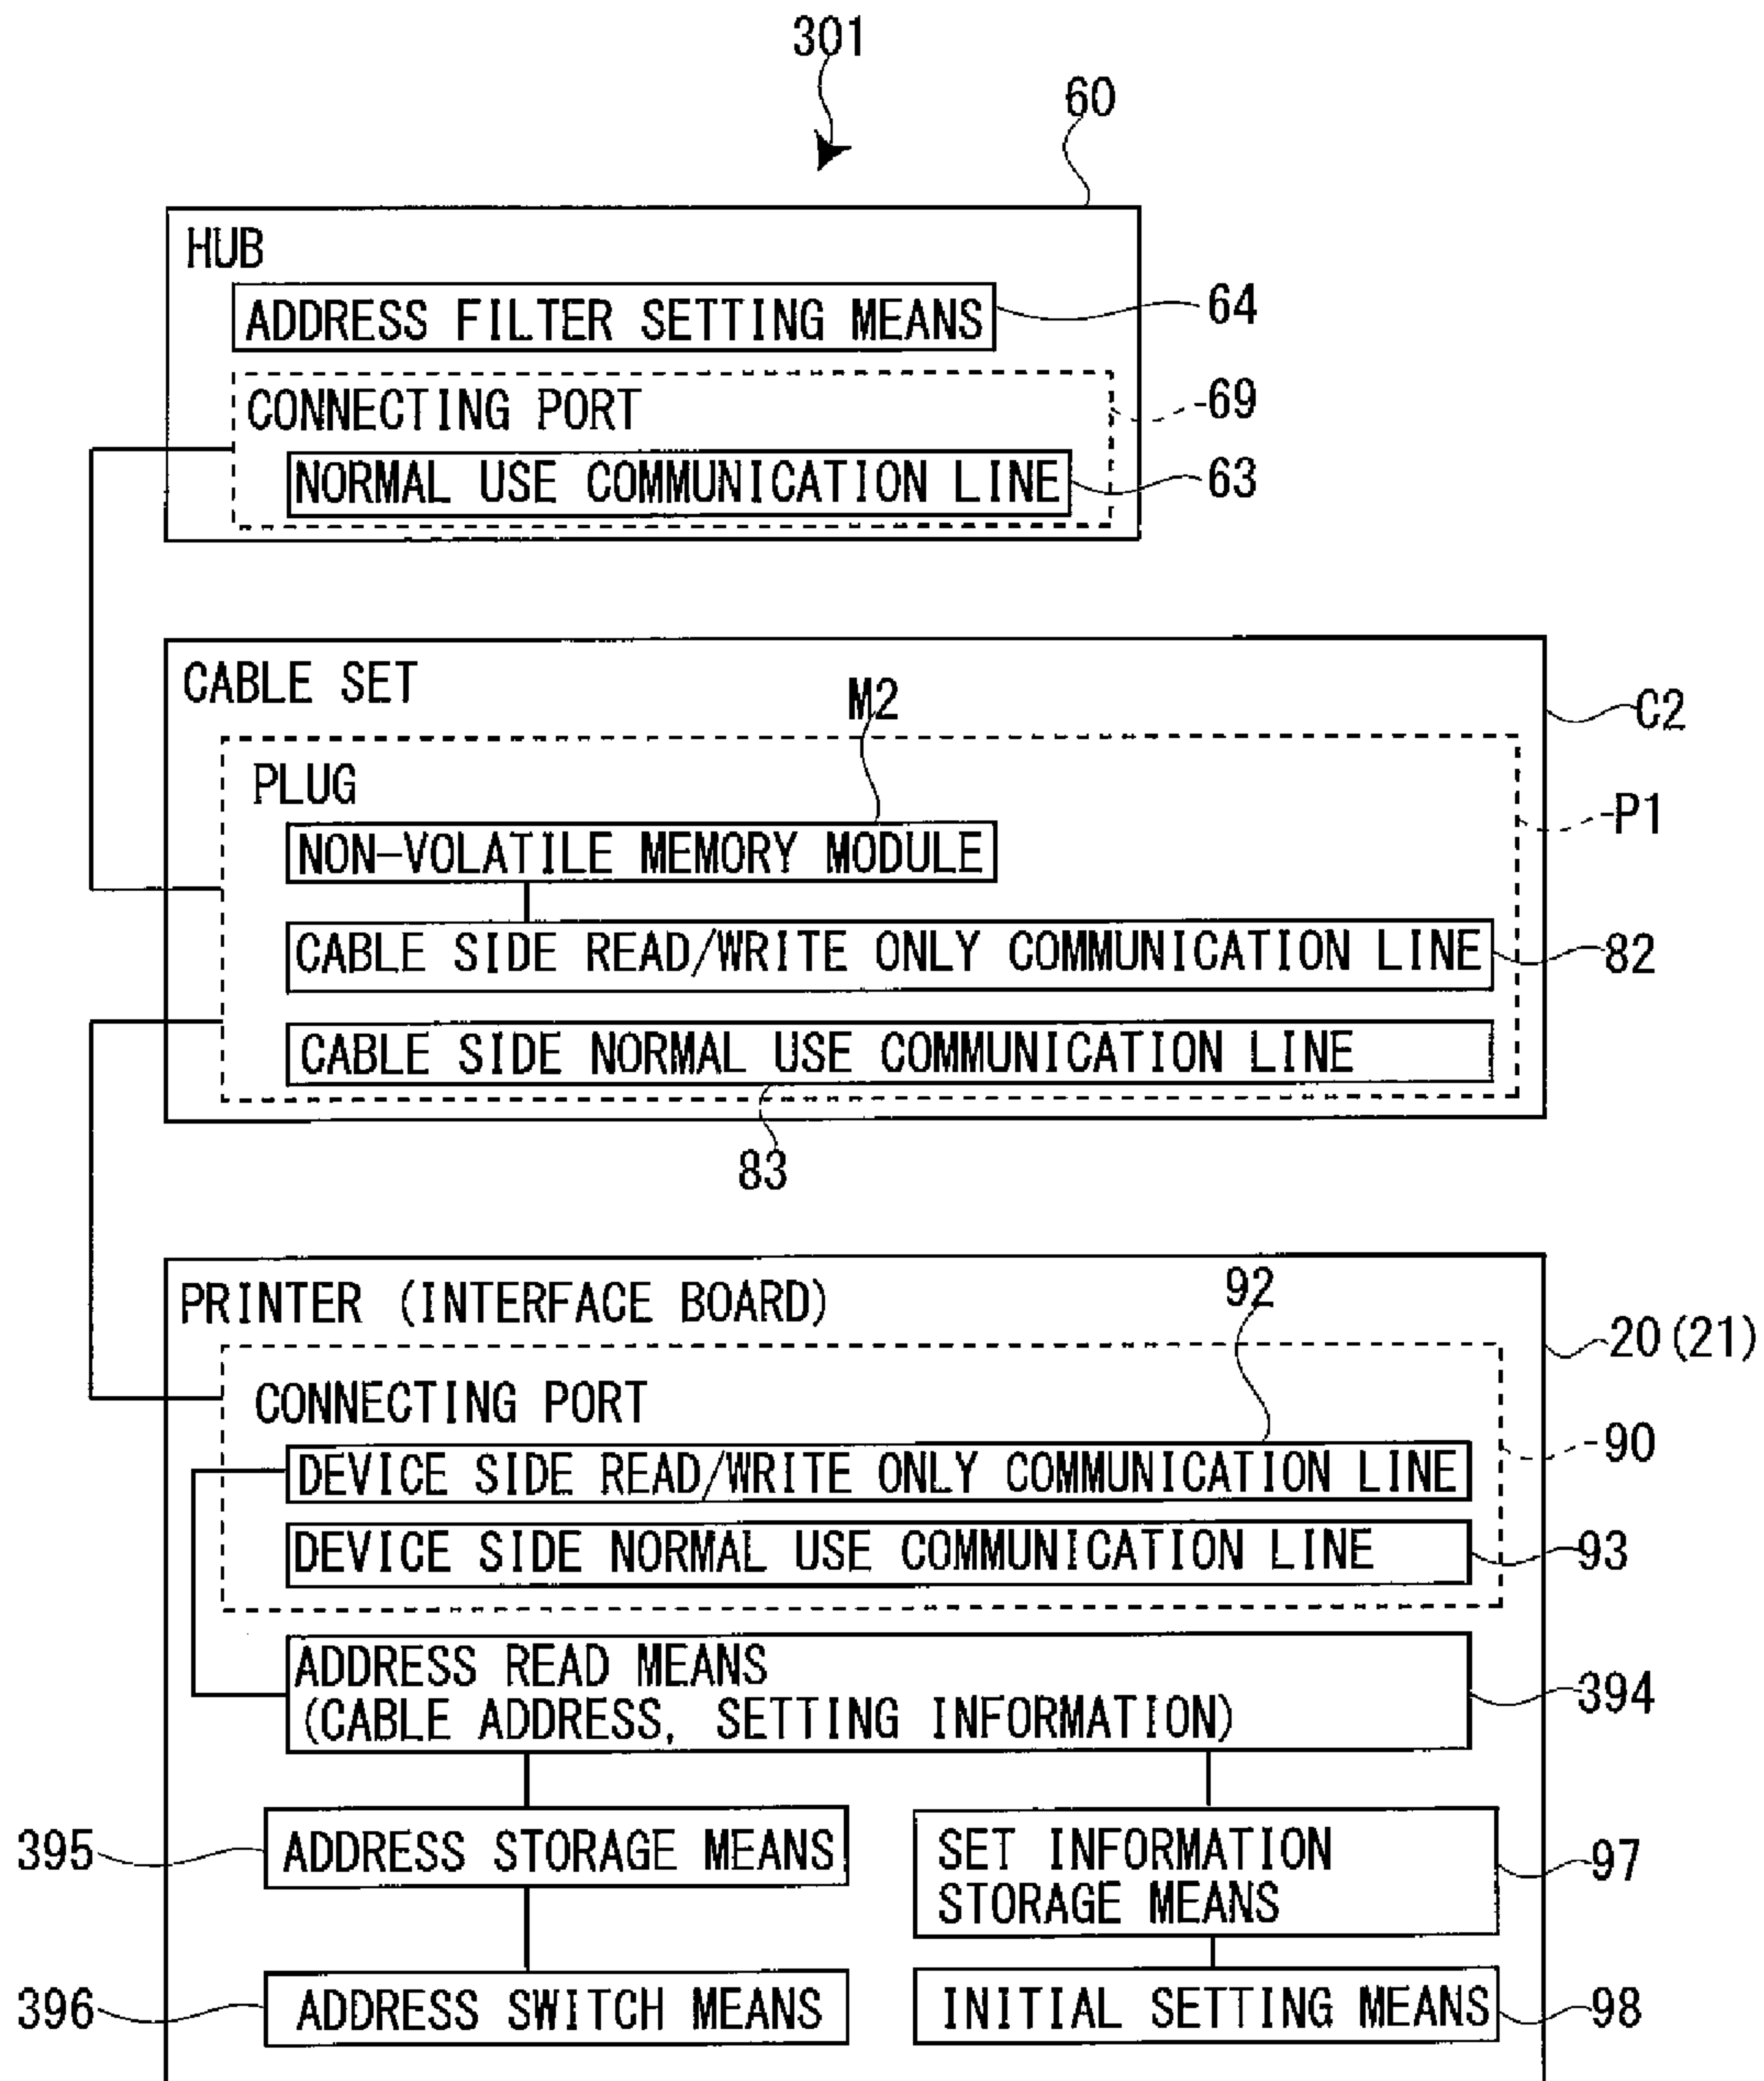 301
60
HUB
ADDRESS FILTER SETTING MEANS
64
CONNECTING PORT
69
NORMAL USE COMMUNICATION LINE
63
CABLE SET
M2
C2
PLUG
P1
NON-VOLATILE MEMORY MODULE
CABLE SIDE READ/WRITE ONLY COMMUNICATION LINE
82
CABLE SIDE NORMAL USE COMMUNICATION LINE
83
PRINTER (INTERFACE BOARD)
92
20(21)
CONNECTING PORT
90
DEVICE SIDE READ/WRITE ONLY COMMUNICATION LINE
DEVICE SIDE NORMAL USE COMMUNICATION LINE
93
ADDRESS READ MEANS
(CABLE ADDRESS, SETTING INFORMATION)
394
395
ADDRESS STORAGE MEANS
SET INFORMATION
STORAGE MEANS
97
396
ADDRESS SWITCH MEANS
INITIAL SETTING MEANS
98